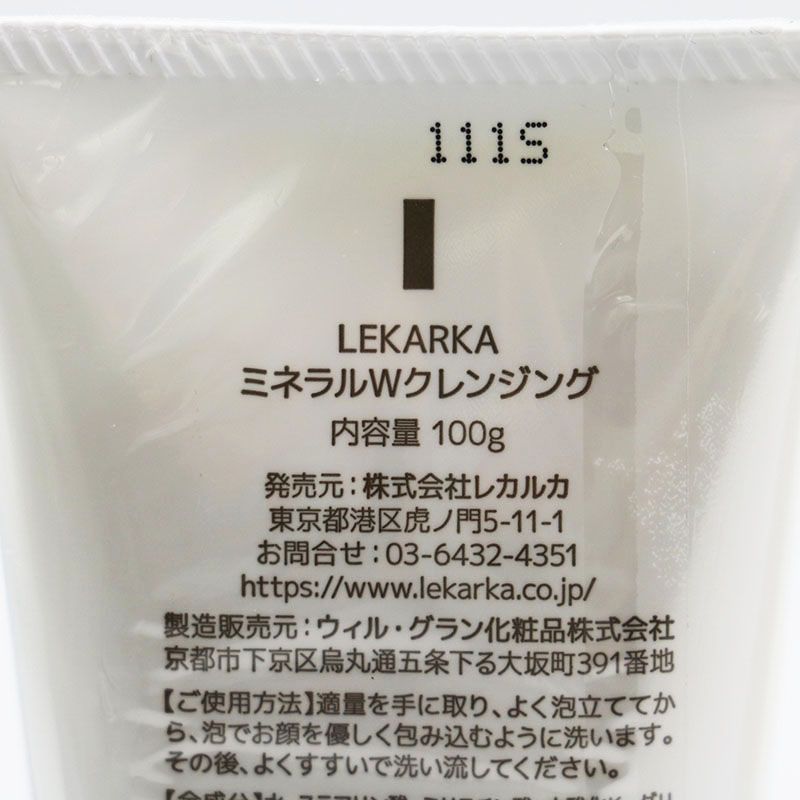 111S
LEKARKA
ミネラルWクレンジング
内容量 100g
発売元：株式会社レカルカ
東京都港区虎ノ門5-11-1
お問合せ：03-6432-4351
https://www.lekarka.co.jp/
製造販売元：ウィル・グラン化粧品株式会社
京都市下京区烏丸通五条下る大坂町391番地
【ご使用方法】適量を手に取り、よく泡立ててか
ら、泡でお顔を優しく包み込むように洗います。
その後、よくすすいで洗い流してください。